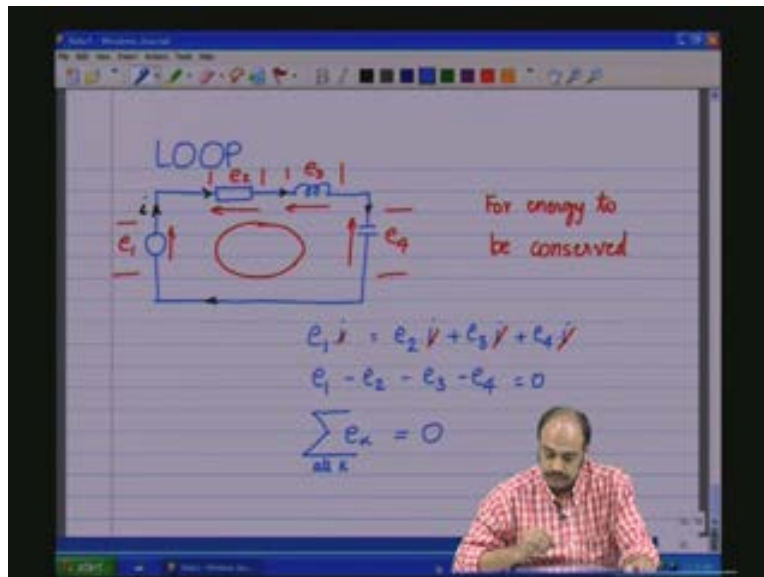 LOOP
i e₂ e₃
e₁ e₄
For energy to
be conserved
e₁ i = e₂ i + e₃ i + e₄ i
e₁ - e₂ - e₃ - e₄ = 0
∑ eₖ = 0
all k